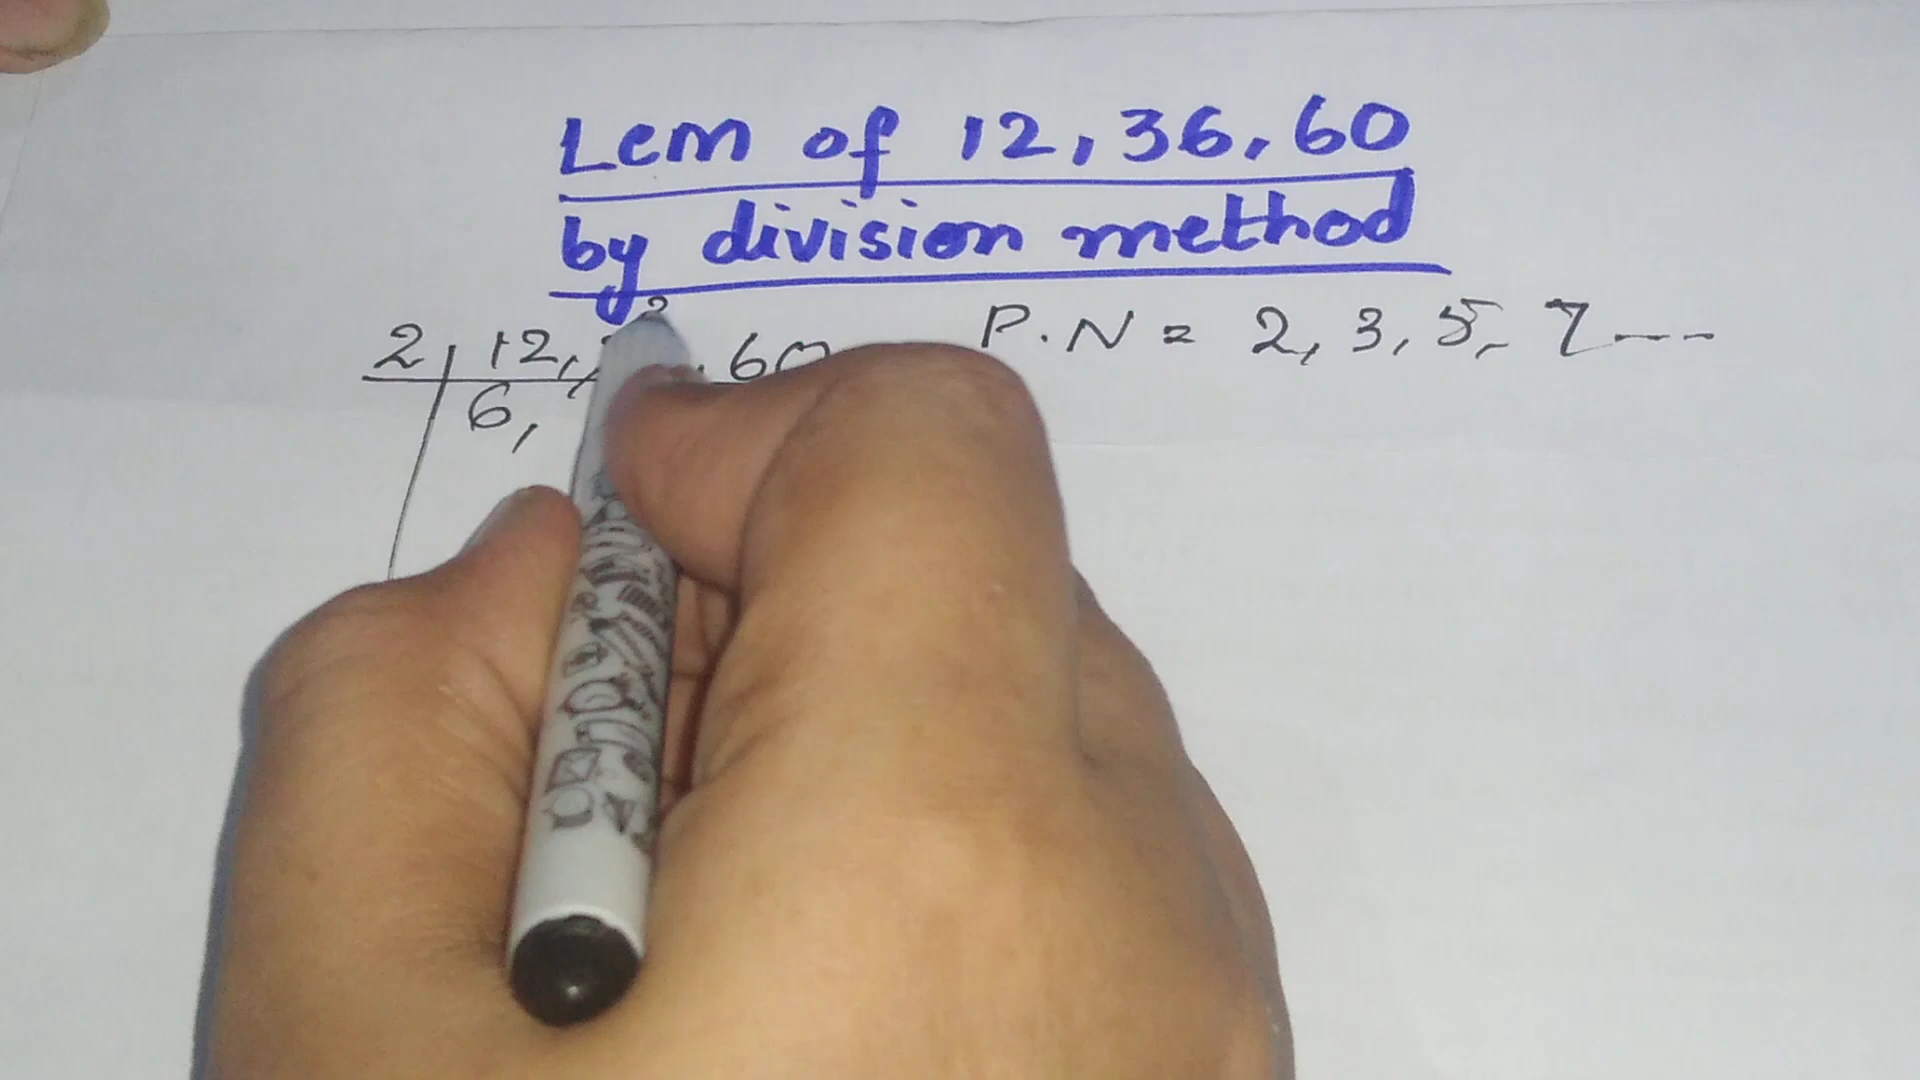 Lcm of 12, 36, 60
by division method
P.N = 2, 3, 5, 7 ----
2 12, 60
6,